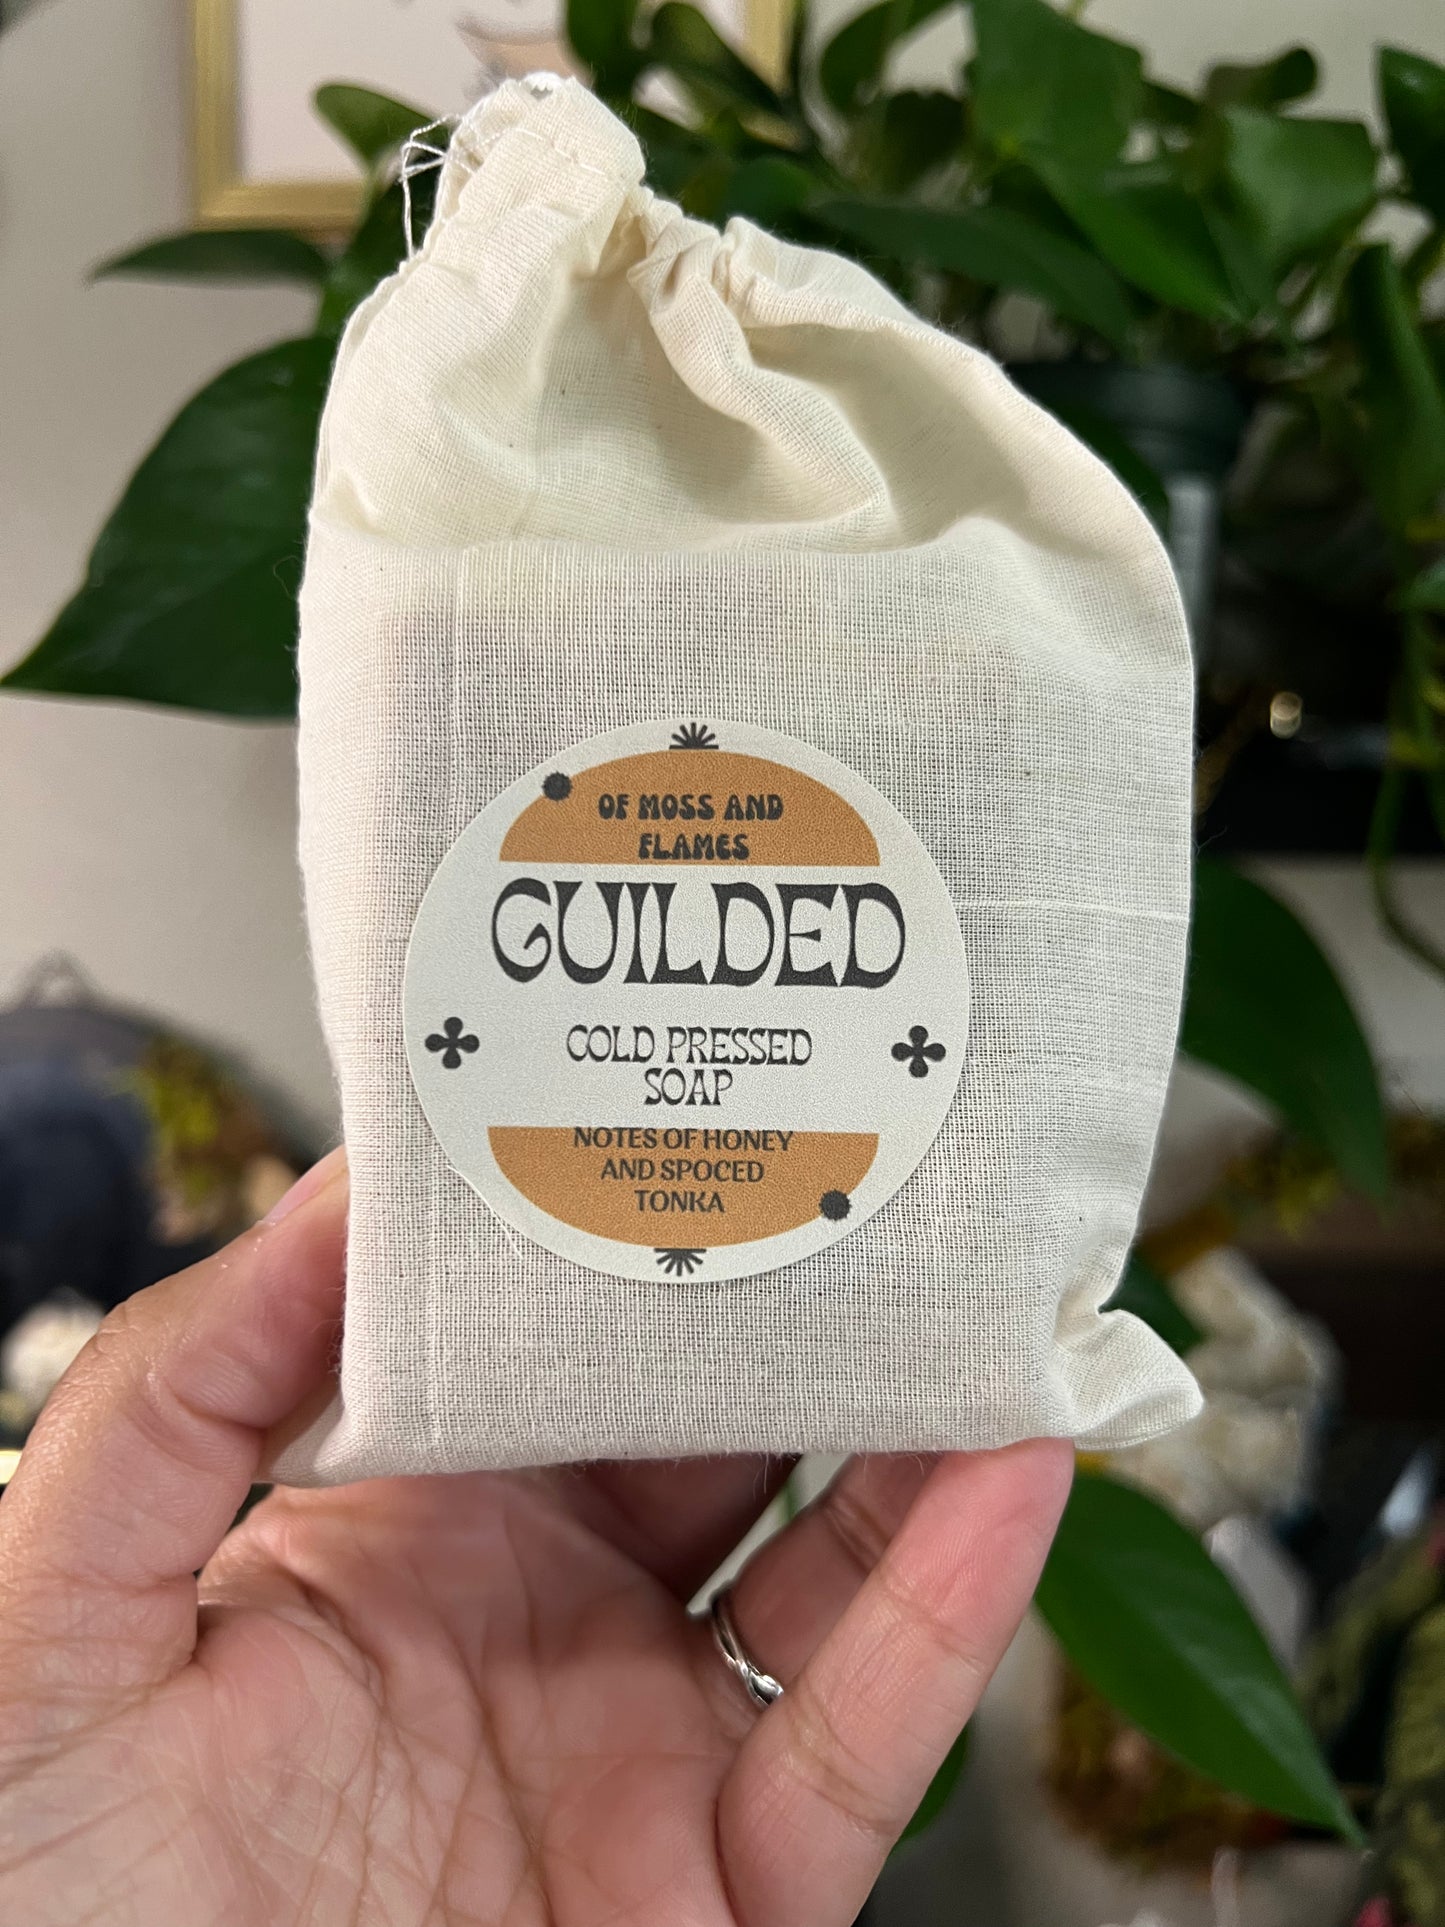 OF MOSS AND
FLAMES
GUILDED
COLD PRESSED
SOAP
NOTES OF HONEY
AND SPOCED
TONKA